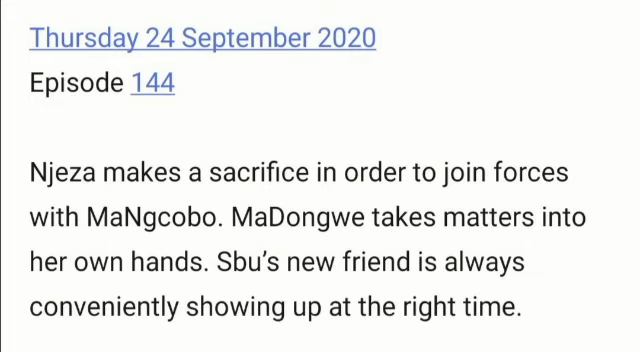 Thursday 24 September 2020
Episode 144
Njeza makes a sacrifice in order to join forces
with MaNgcobo. MaDongwe takes matters into
her own hands. Sbu's new friend is always
conveniently showing up at the right time.